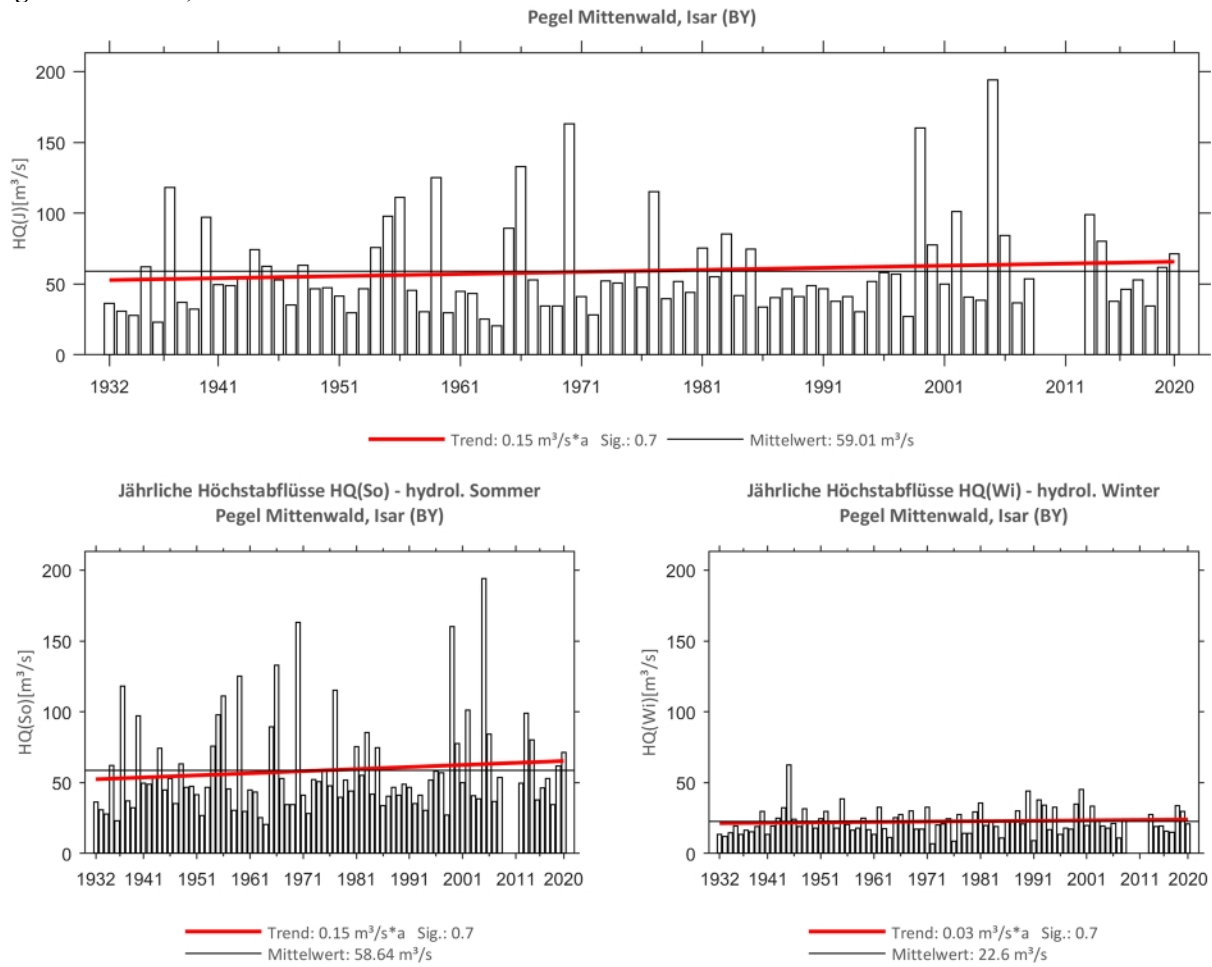 Pegel Mittenwald, Isar (BY)
HQ(J)[m³/s]
200
150
100
50
0
1932 1941 1951 1961 1971 1981 1991 2001 2011 2020
Trend: 0.15 m³/s*a Sig.: 0.7 Mittelwert: 59.01 m³/s
Jährliche Höchstabflüsse HQ(So) - hydrol. Sommer
Pegel Mittenwald, Isar (BY)
HQ(So)[m³/s]
200
150
100
50
0
1932 1941 1951 1961 1971 1981 1991 2001 2011 2020
Trend: 0.15 m³/s*a Sig.: 0.7
Mittelwert: 58.64 m³/s
Jährliche Höchstabflüsse HQ(Wi) - hydrol. Winter
Pegel Mittenwald, Isar (BY)
HQ(Wi)[m³/s]
200
150
100
50
0
1932 1941 1951 1961 1971 1981 1991 2001 2011 2020
Trend: 0.03 m³/s*a Sig.: 0.7
Mittelwert: 22.6 m³/s